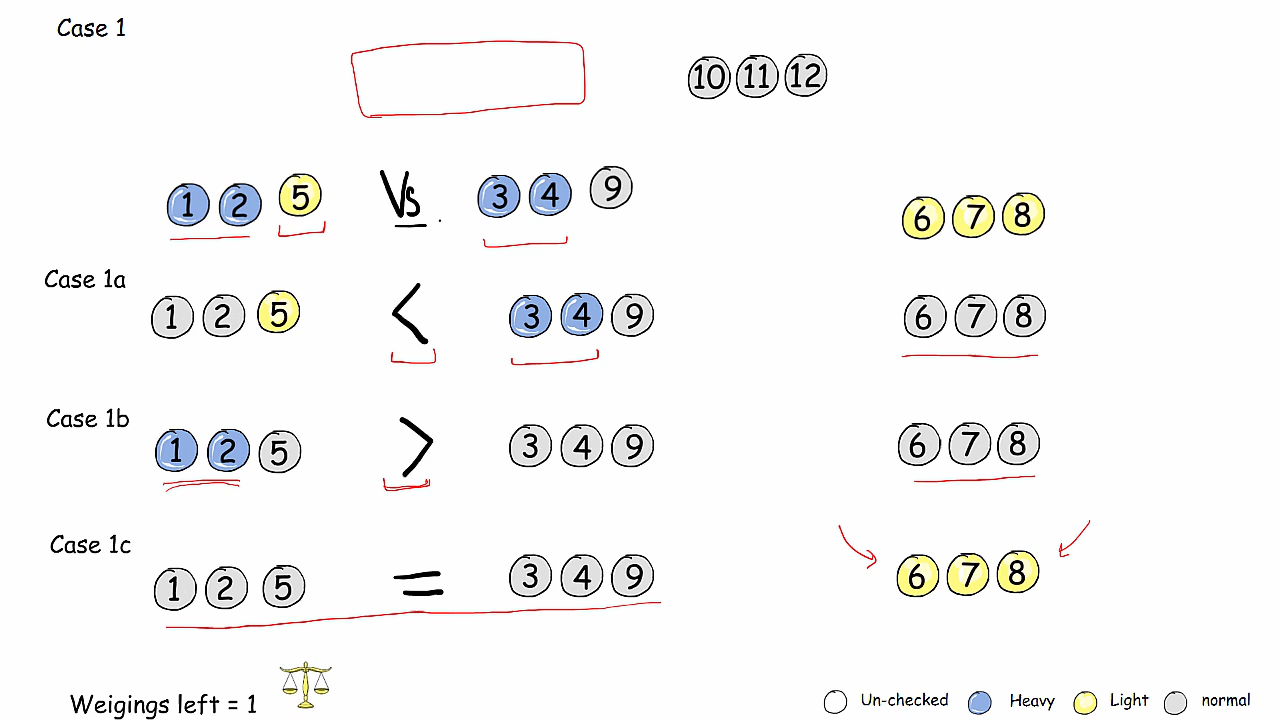 Case 1
10 11 12
1 2 5 Vs 3 4 9 6 7 8
Case 1a
1 2 5 < 3 4 9 6 7 8
Case 1b
1 2 5 > 3 4 9 6 7 8
Case 1c
1 2 5 = 3 4 9 6 7 8
Weigings left = 1
Un-checked Heavy Light normal